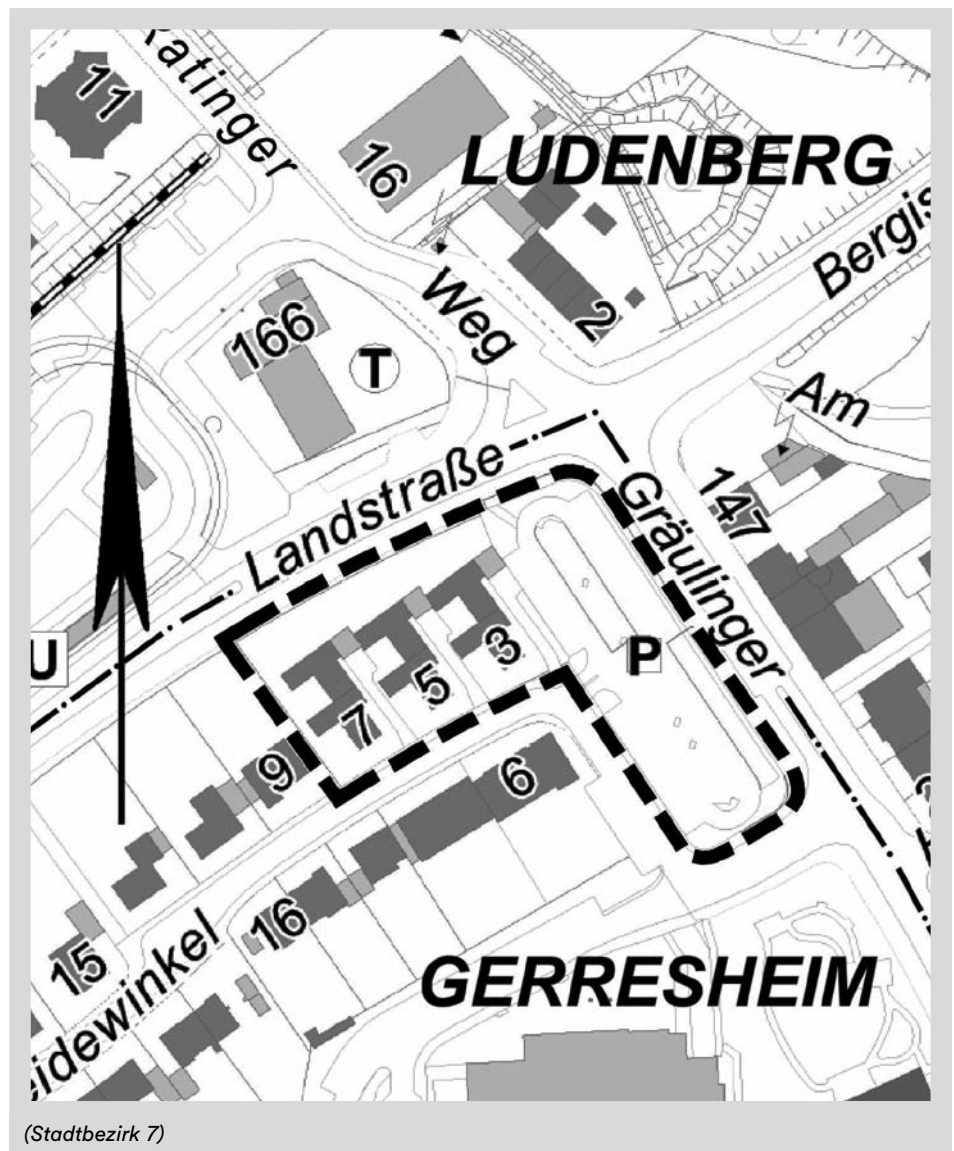 Ratinger
11
16
LUDENBERG
Bergis
Weg
2
166
T
Am
Landstraße
147
Gräulinger
U
P
3
5
7
9
6
16
15
eidewinkel
GERRESHEIM
(Stadtbezirk 7)